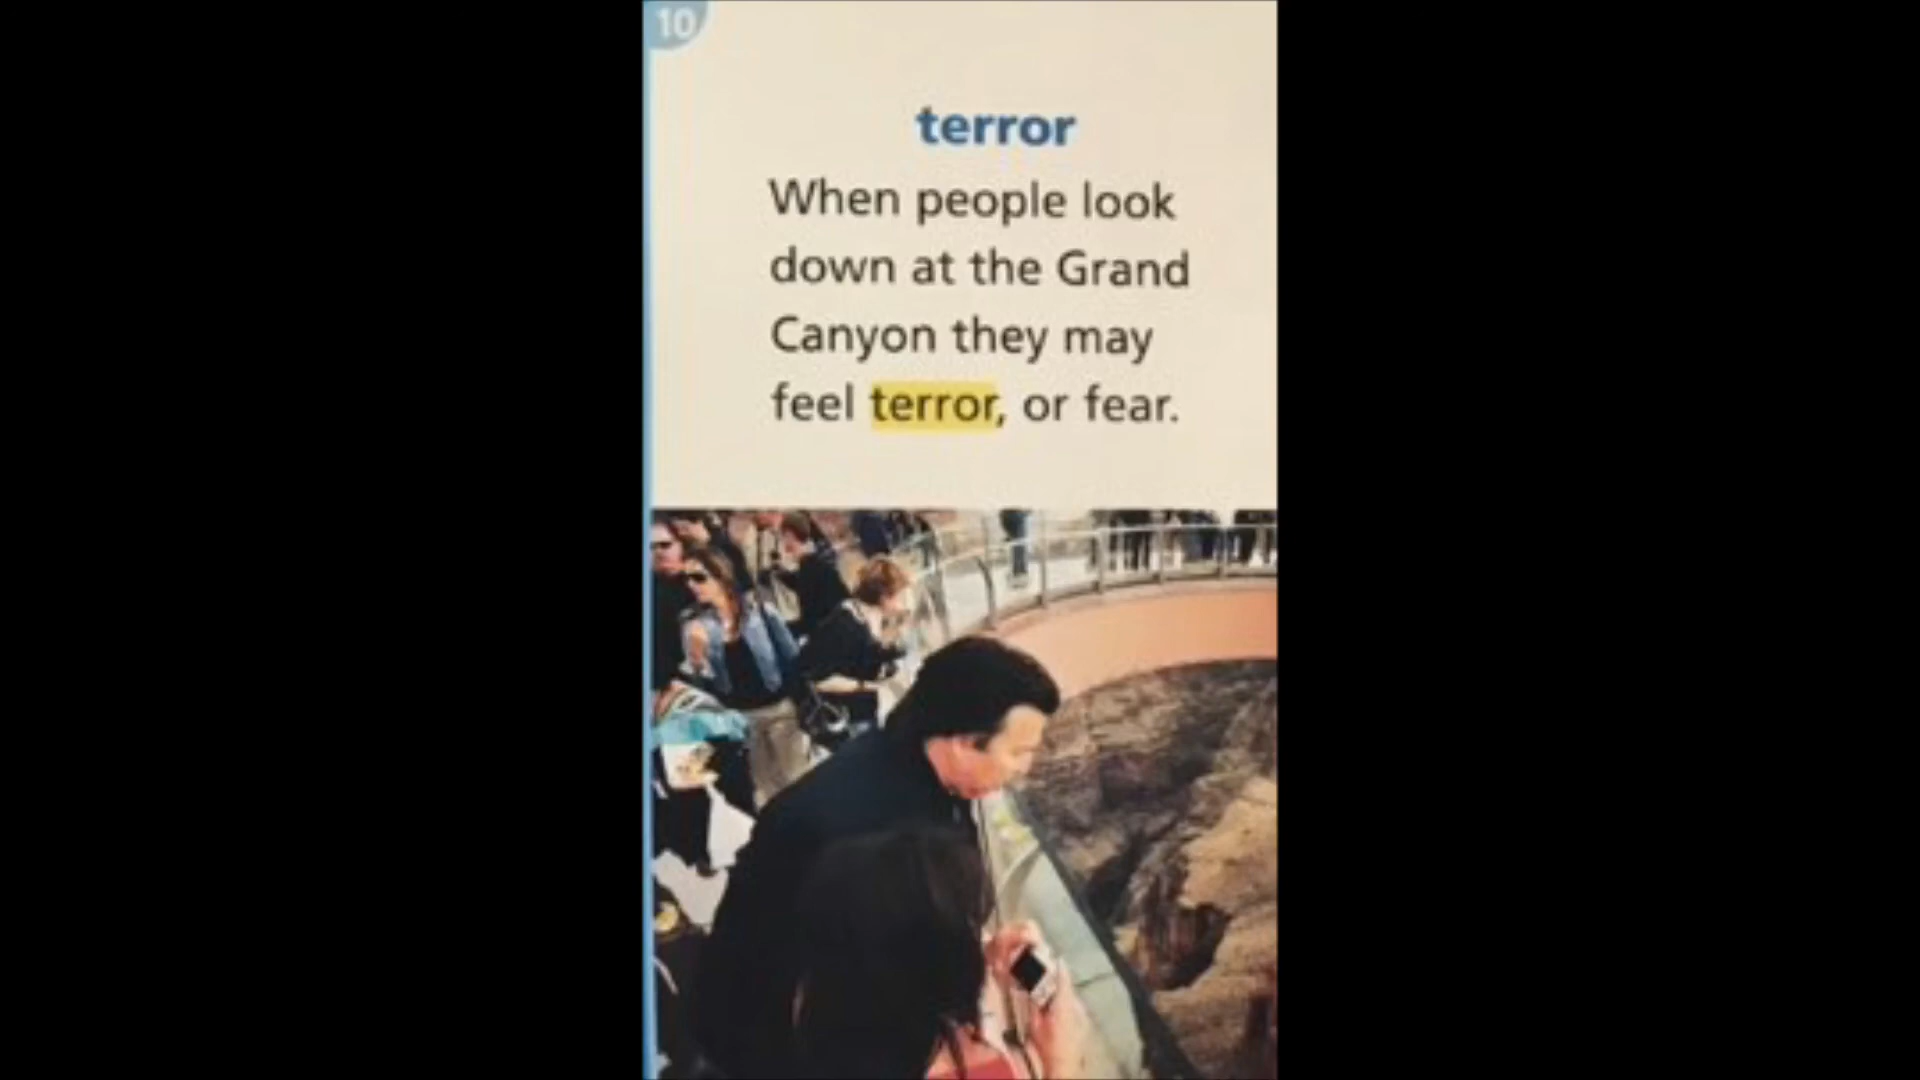 10
terror
When people look
down at the Grand
Canyon they may
feel terror, or fear.